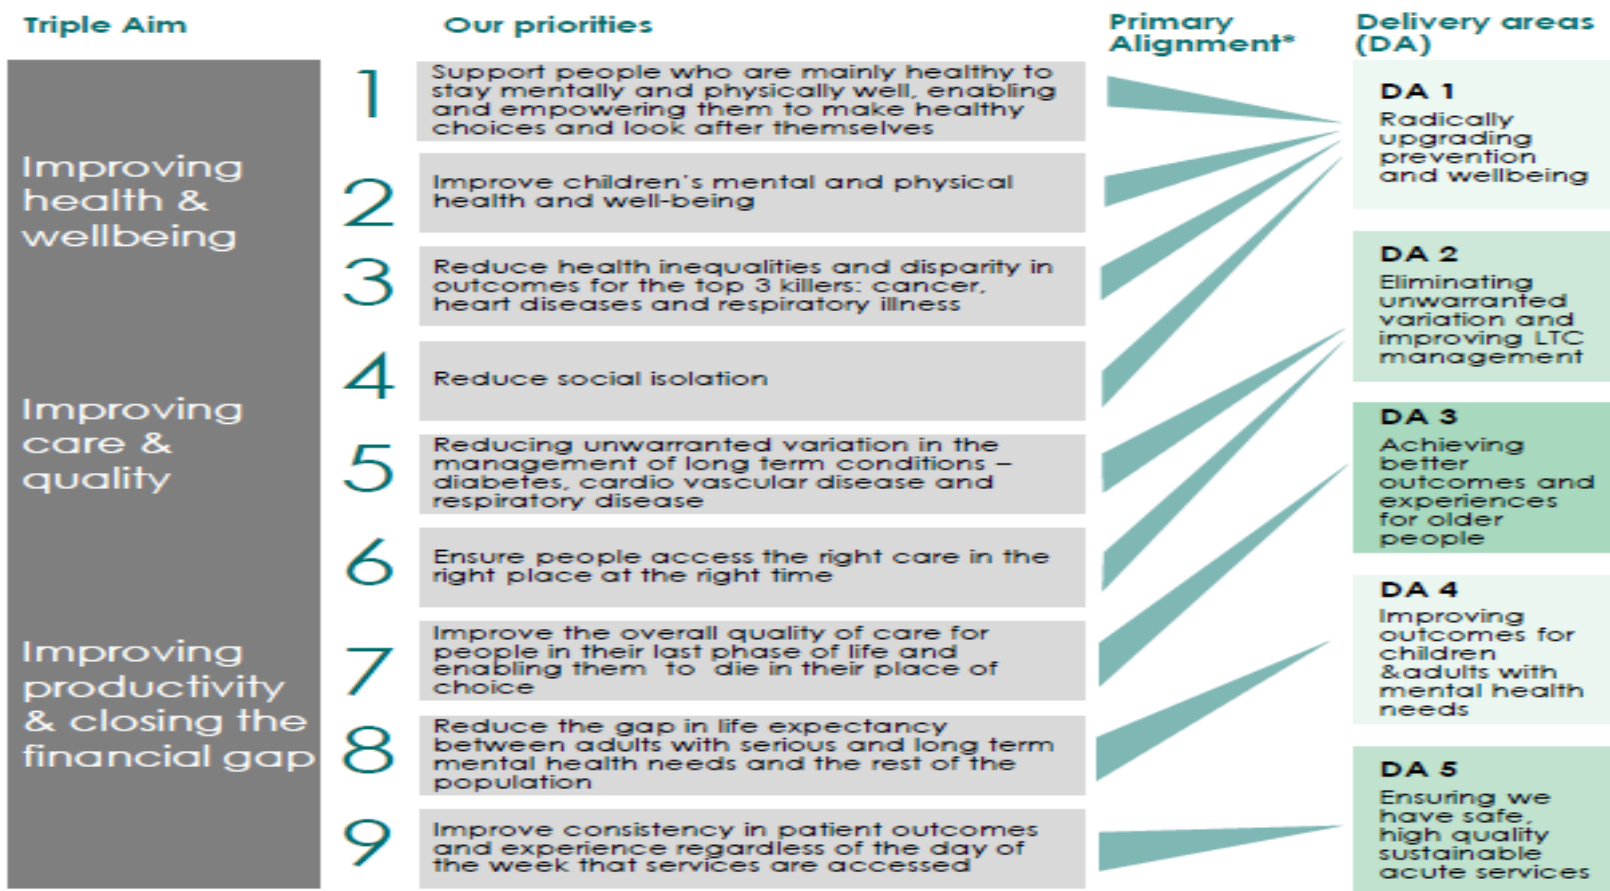 Triple Aim
Our priorities
Primary
Alignment*
Delivery areas
(DA)
Improving
health &
wellbeing
Improving
care &
quality
Improving
productivity
& closing the
financial gap
1
Support people who are mainly healthy to
stay mentally and physically well, enabling
and empowering them to make healthy
choices and look after themselves
2
Improve children's mental and physical
health and well-being
3
Reduce health inequalities and disparity in
outcomes for the top 3 killers: cancer,
heart diseases and respiratory illness
4
Reduce social isolation
5
Reducing unwarranted variation in the
management of long term conditions –
diabetes, cardio vascular disease and
respiratory disease
6
Ensure people access the right care in the
right place at the right time
7
Improve the overall quality of care for
people in their last phase of life and
enabling them to die in their place of
choice
8
Reduce the gap in life expectancy
between adults with serious and long term
mental health needs and the rest of the
population
9
Improve consistency in patient outcomes
and experience regardless of the day of
the week that services are accessed
DA 1
Radically
upgrading
prevention
and wellbeing
DA 2
Eliminating
unwarranted
variation and
improving LTC
management
DA 3
Achieving
better
outcomes and
experiences
for older
people
DA 4
Improving
outcomes for
children
&adults with
mental health
needs
DA 5
Ensuring we
have safe,
high quality
sustainable
acute services